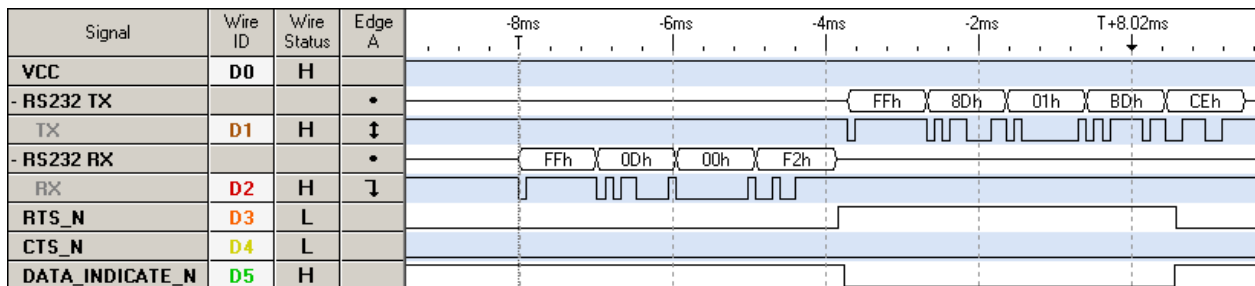 Signal Wire ID Wire Status Edge A -8ms -6ms -4ms -2ms T+8.02ms
T
VCC D0 H
- RS232 TX • FFh 8Dh 01h BDh CEh
TX D1 H ↕
- RS232 RX • FFh 0Dh 00h F2h
RX D2 H ↴
RTS_N D3 L
CTS_N D4 L
DATA_INDICATE_N D5 H